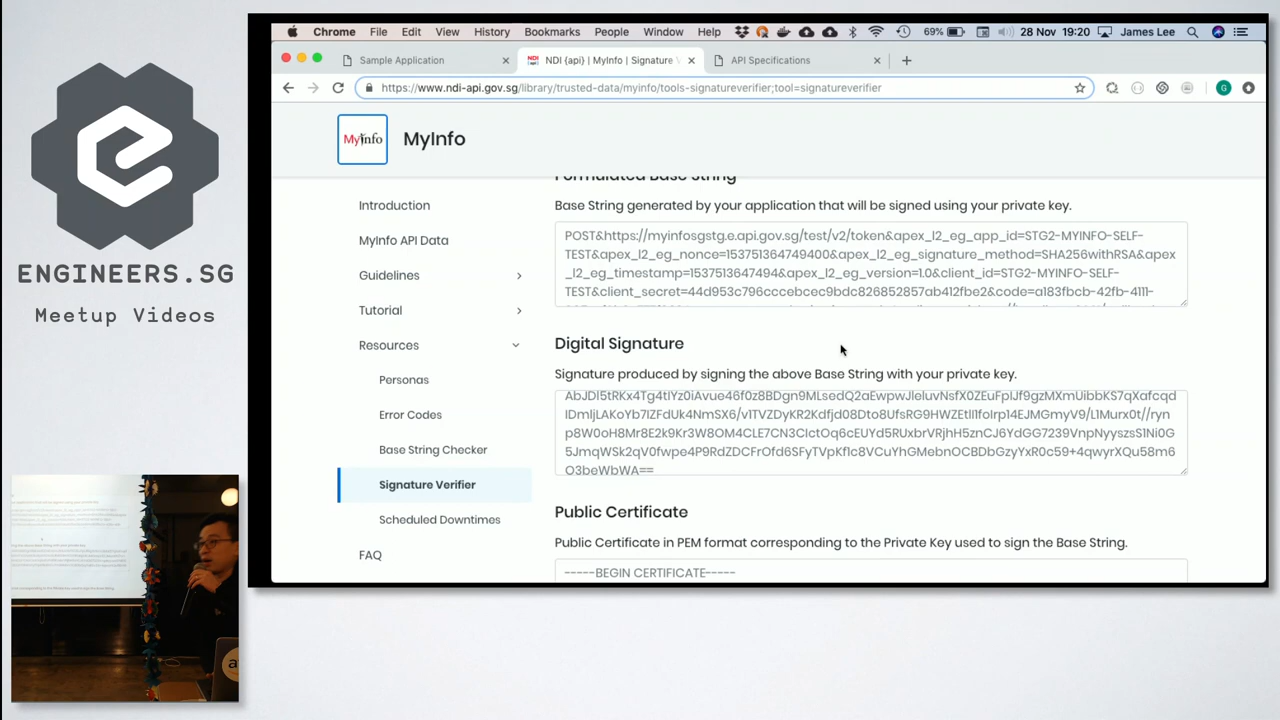 Chrome File Edit View History Bookmarks People Window Help 69% 28 Nov 19:20 James Lee
Sample Application
NDI {api} | MyInfo | Signature V
API Specifications
https://www.ndi-api.gov.sg/library/trusted-data/myinfo/tools-signatureverifier;tool=signatureverifier
G
MyInfo
MyInfo
ENGINEERS.SG
Meetup Videos
Introduction
MyInfo API Data
Guidelines
Tutorial
Resources
Personas
Error Codes
Base String Checker
Signature Verifier
Scheduled Downtimes
FAQ
Formulated Base String
Base String generated by your application that will be signed using your private key.
POST&https://myinfosgstg.e.api.gov.sg/test/v2/token&apex_l2_eg_app_id=STG2-MYINFO-SELF-
TEST&apex_l2_eg_nonce=153751364749400&apex_l2_eg_signature_method=SHA256withRSA&apex
_l2_eg_timestamp=1537513647494&apex_l2_eg_version=1.0&client_id=STG2-MYINFO-SELF-
TEST&client_secret=44d953c796cccebcec9bdc826852857ab412fbe2&code=a183fbcb-42fb-4111-
Digital Signature
Signature produced by signing the above Base String with your private key.
O3beWbWA==
Public Certificate
Public Certificate in PEM format corresponding to the Private Key used to sign the Base String.
-----BEGIN CERTIFICATE-----